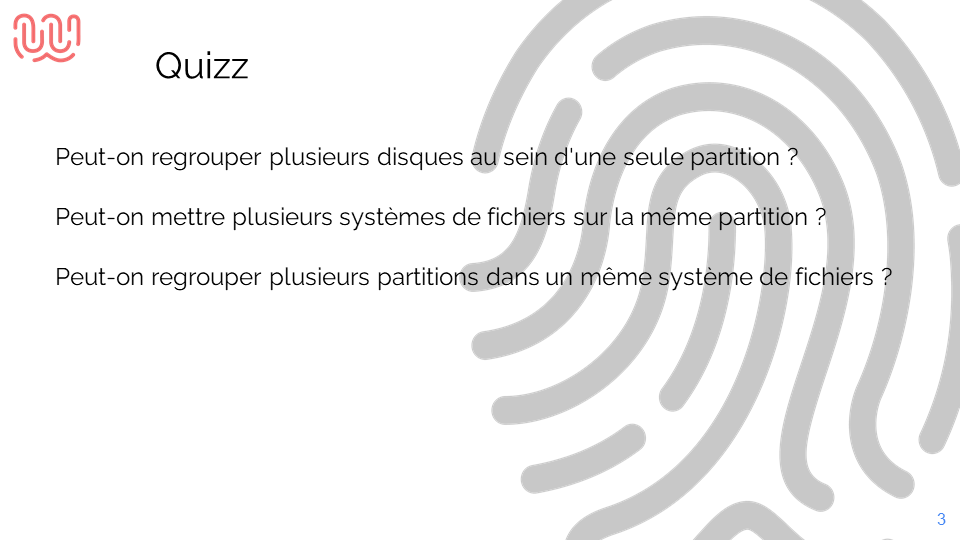 Quizz
Peut-on regrouper plusieurs disques au sein d'une seule partition ?
Peut-on mettre plusieurs systèmes de fichiers sur la même partition ?
Peut-on regrouper plusieurs partitions dans un même système de fichiers ?
3